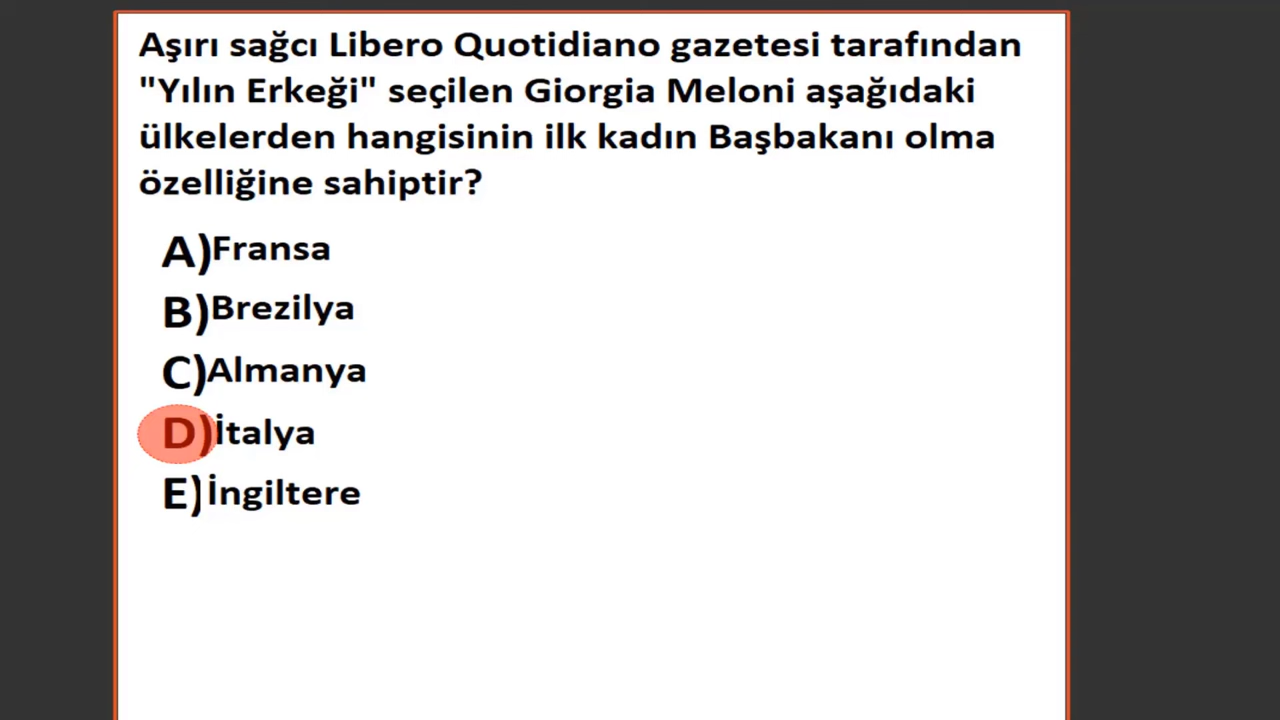 Aşırı sağcı Libero Quotidiano gazetesi tarafından
"Yılın Erkeği" seçilen Giorgia Meloni aşağıdaki
ülkelerden hangisinin ilk kadın Başbakanı olma
özelliğine sahiptir?
A)Fransa
B)Brezilya
C)Almanya
D)İtalya
E)İngiltere